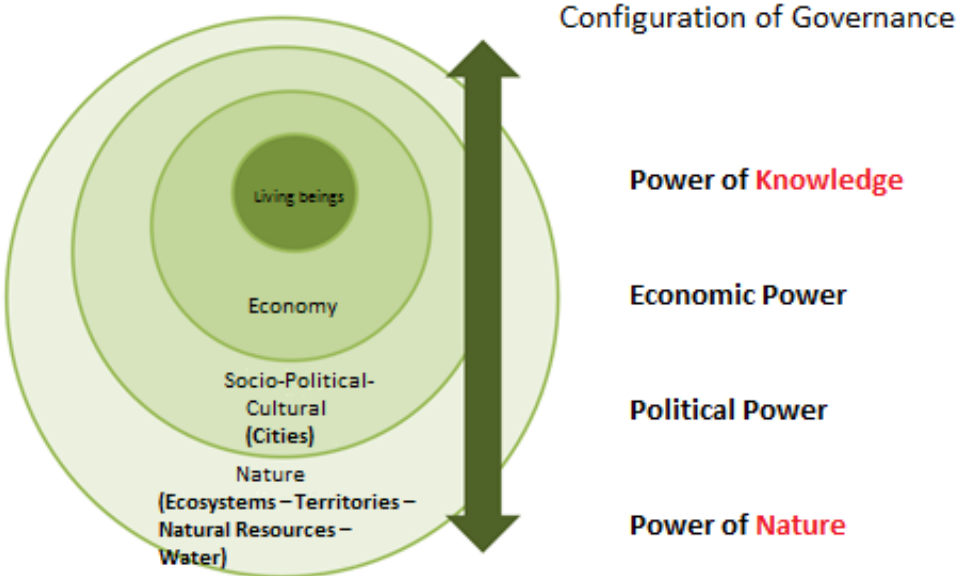 Configuration of Governance
Living beings
Economy
Socio-Political-
Cultural
(Cities)
Nature
(Ecosystems – Territories –
Natural Resources –
Water)
Power of Knowledge
Economic Power
Political Power
Power of Nature